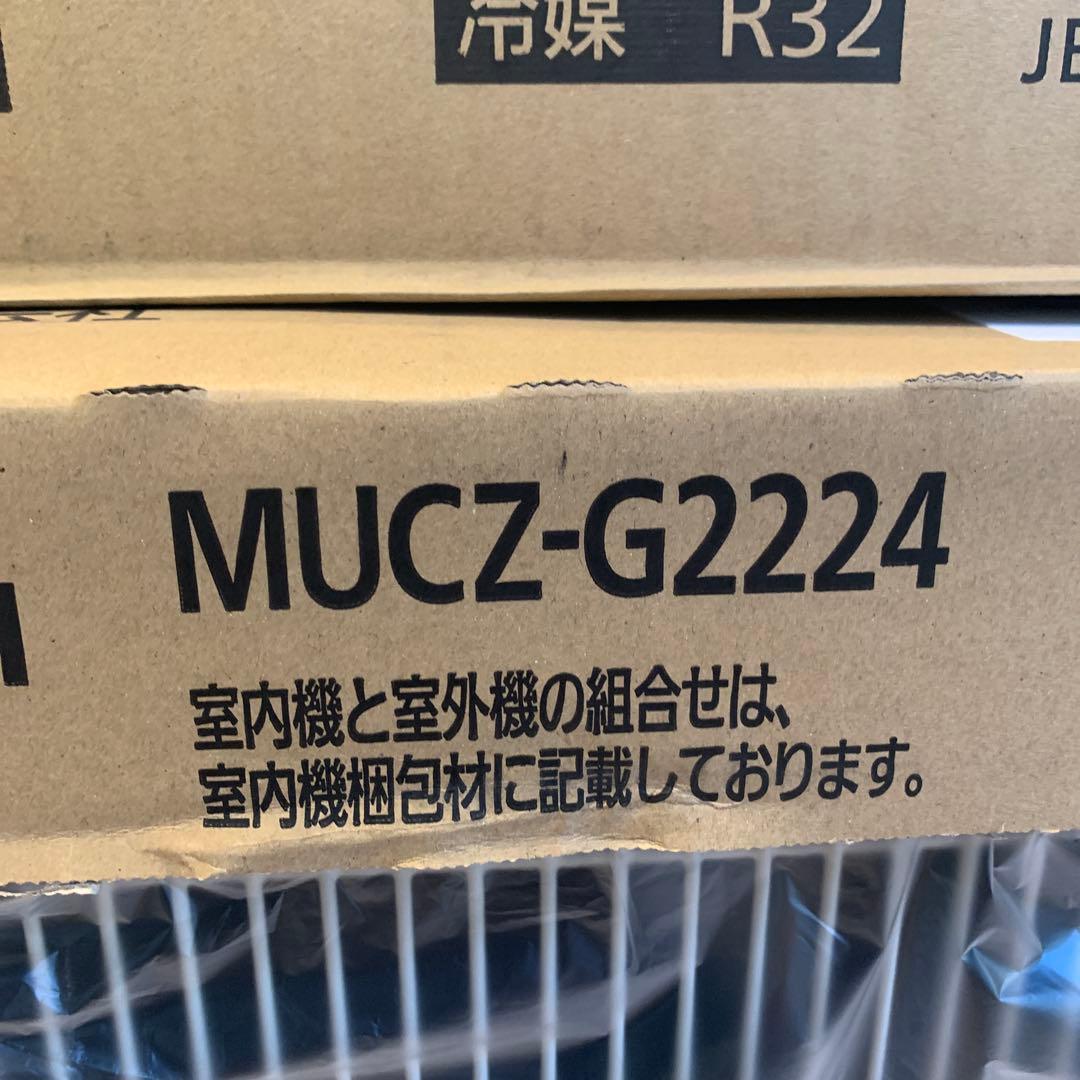 冷媒 R32
MUCZ-G2224
室内機と室外機の組合せは、
室内機梱包材に記載しております。